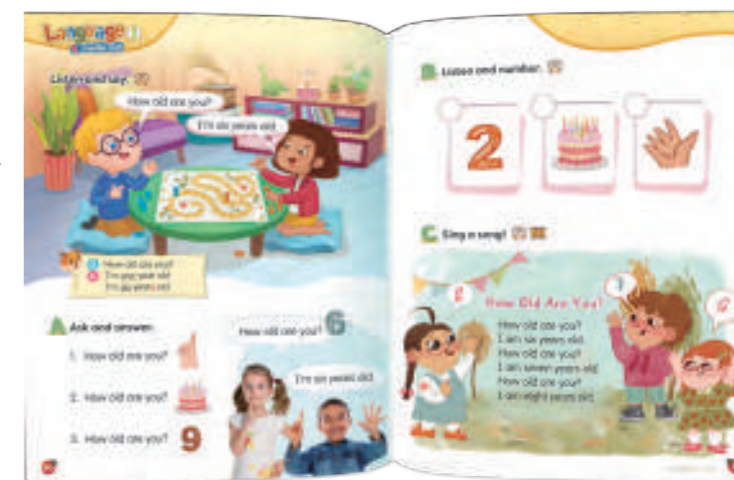 Language 1
Listen and say.
How old are you?
I'm six years old.
How old are you?
I'm one year old.
I'm six years old.
A Ask and answer.
1. How old are you?
2. How old are you?
3. How old are you? 9
How old are you? 6
I'm six years old.
B Listen and number.
2
C Sing a song!
How Old Are You?
How old are you?
I am six years old.
How old are you?
I am seven years old.
How old are you?
I am eight years old.